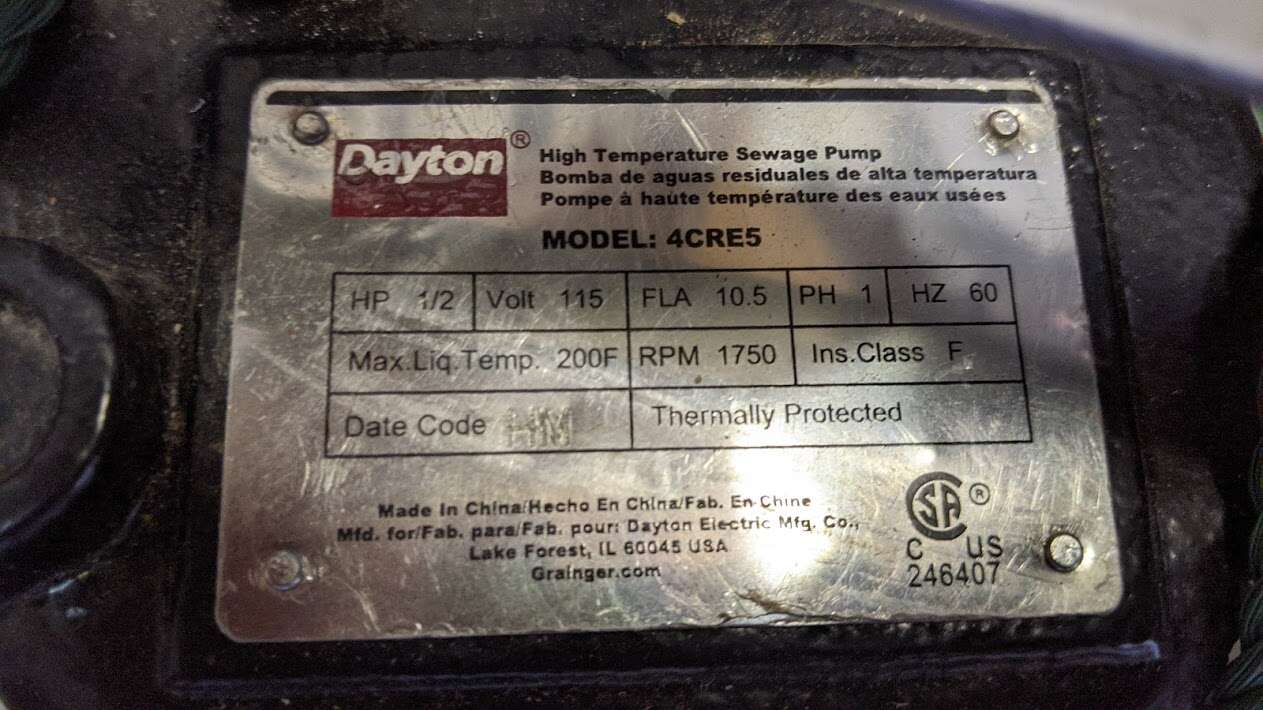 Dayton®
High Temperature Sewage Pump
Bomba de aguas residuales de alta temperatura
Pompe à haute température des eaux usées
MODEL: 4CRE5
HP 1/2 Volt 115 FLA 10.5 PH 1 HZ 60
Max.Liq.Temp. 200F RPM 1750 Ins.Class F
Date Code HM Thermally Protected
Made In China/Hecho En China/Fab. En Chine
Mfd. for/Fab. para/Fab. pour: Dayton Electric Mfg. Co.,
Lake Forest, IL 60045 USA
Grainger.com
SA ®
C US
246407